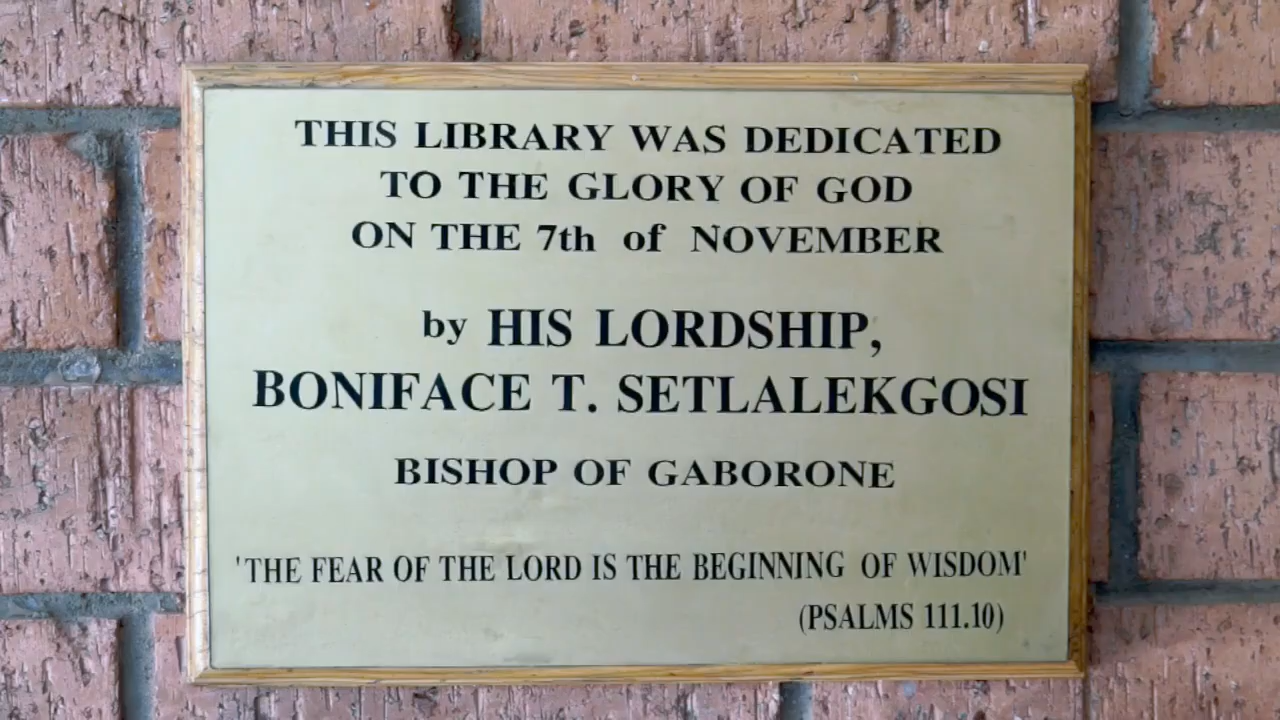 THIS LIBRARY WAS DEDICATED
TO THE GLORY OF GOD
ON THE 7th of NOVEMBER
by HIS LORDSHIP,
BONIFACE T. SETLALEKGOSI
BISHOP OF GABORONE
'THE FEAR OF THE LORD IS THE BEGINNING OF WISDOM'
(PSALMS 111.10)